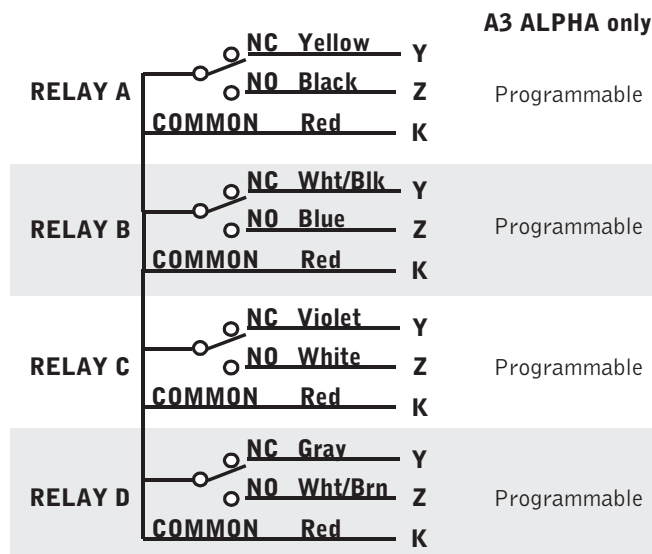 A3 ALPHA only
NC Yellow Y
RELAY A NO Black Z Programmable
COMMON Red K
NC Wht/Blk Y
RELAY B NO Blue Z Programmable
COMMON Red K
NC Violet Y
RELAY C NO White Z Programmable
COMMON Red K
NC Gray Y
RELAY D NO Wht/Brn Z Programmable
COMMON Red K